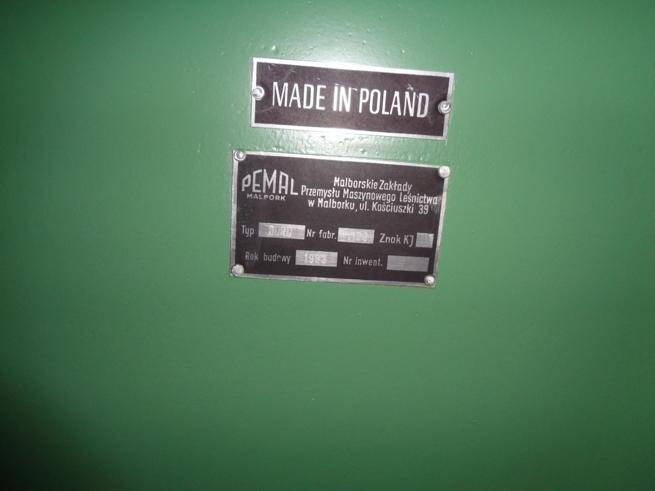 MADE IN POLAND
PEMAL
MALBORK
Malborskie Zakłady
Przemysłu Maszynowego Leśnictwa
w Malborku, ul. Kościuszki 39
Typ Nr fabr. Znak KJ
Rok budowy 1993 Nr inwent.